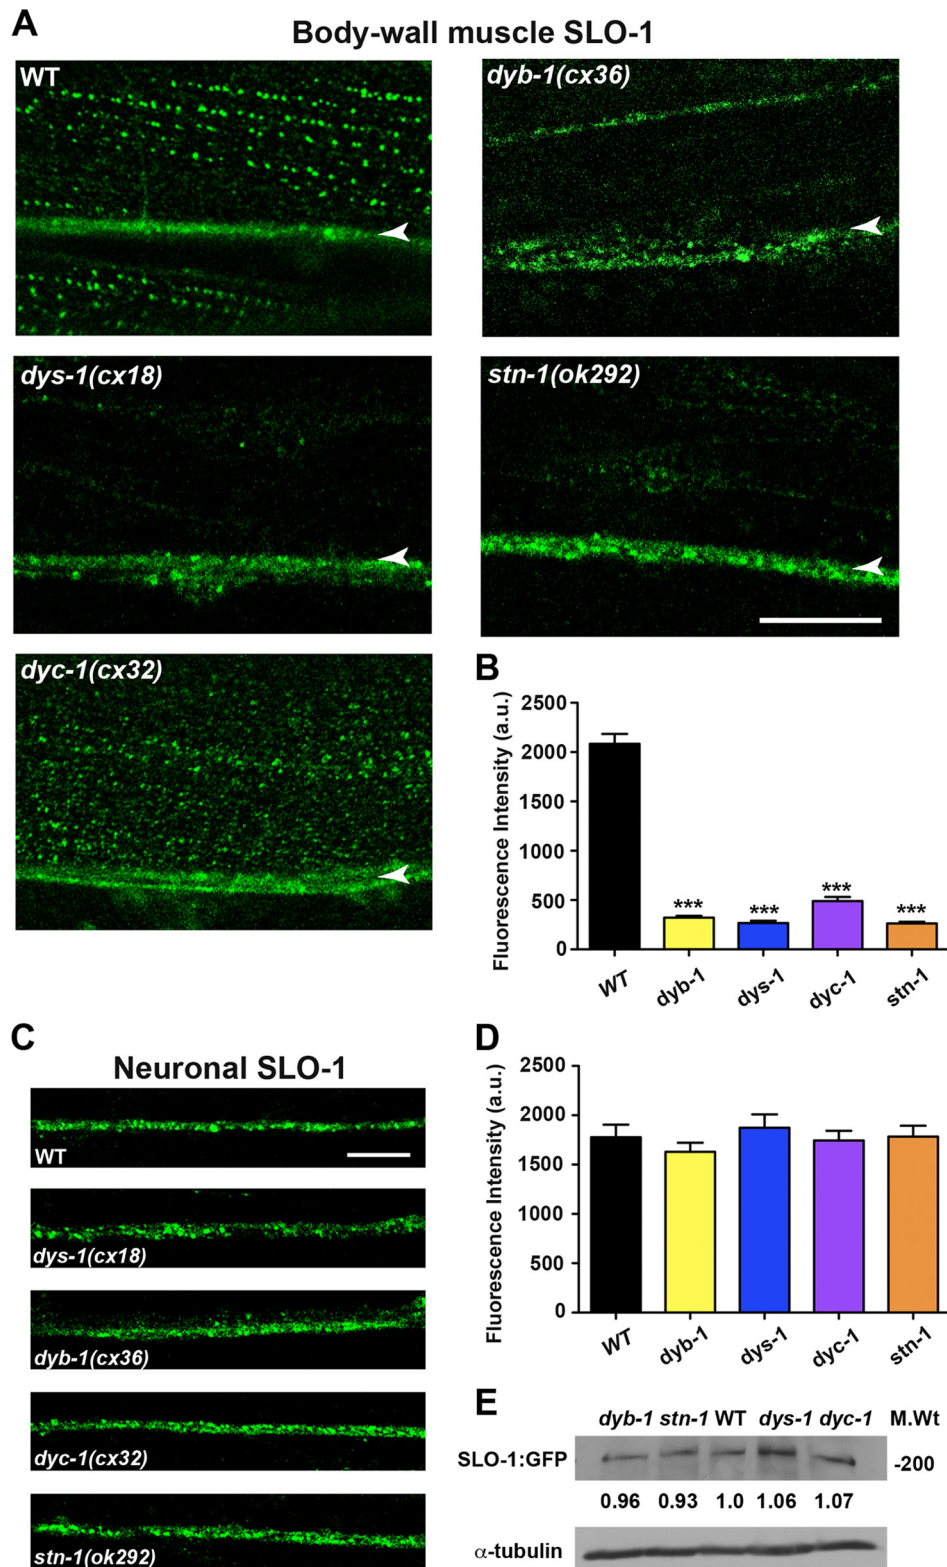 A
Body-wall muscle SLO-1
WT
dyb-1(cx36)
dys-1(cx18)
stn-1(ok292)
dyc-1(cx32)
B
Fluorescence Intensity (a.u.)
2500
2000
1500
1000
500
0
***
***
***
***
WT
dyb-1
dys-1
dyc-1
stn-1
C
Neuronal SLO-1
WT
dys-1(cx18)
dyb-1(cx36)
dyc-1(cx32)
stn-1(ok292)
D
Fluorescence Intensity (a.u.)
2500
2000
1500
1000
500
0
WT
dyb-1
dys-1
dyc-1
stn-1
E
dyb-1 stn-1 WT dys-1 dyc-1 M.Wt
SLO-1:GFP -200
0.96 0.93 1.0 1.06 1.07
α-tubulin